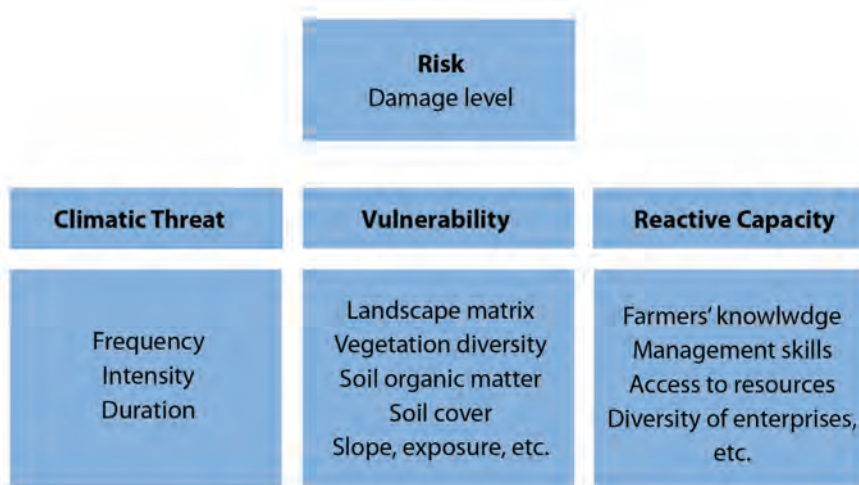 Risk
Damage level
Climatic Threat
Vulnerability
Reactive Capacity
Frequency
Intensity
Duration
Landscape matrix
Vegetation diversity
Soil organic matter
Soil cover
Slope, exposure, etc.
Farmers' knowlwdge
Management skills
Access to resources
Diversity of enterprises,
etc.